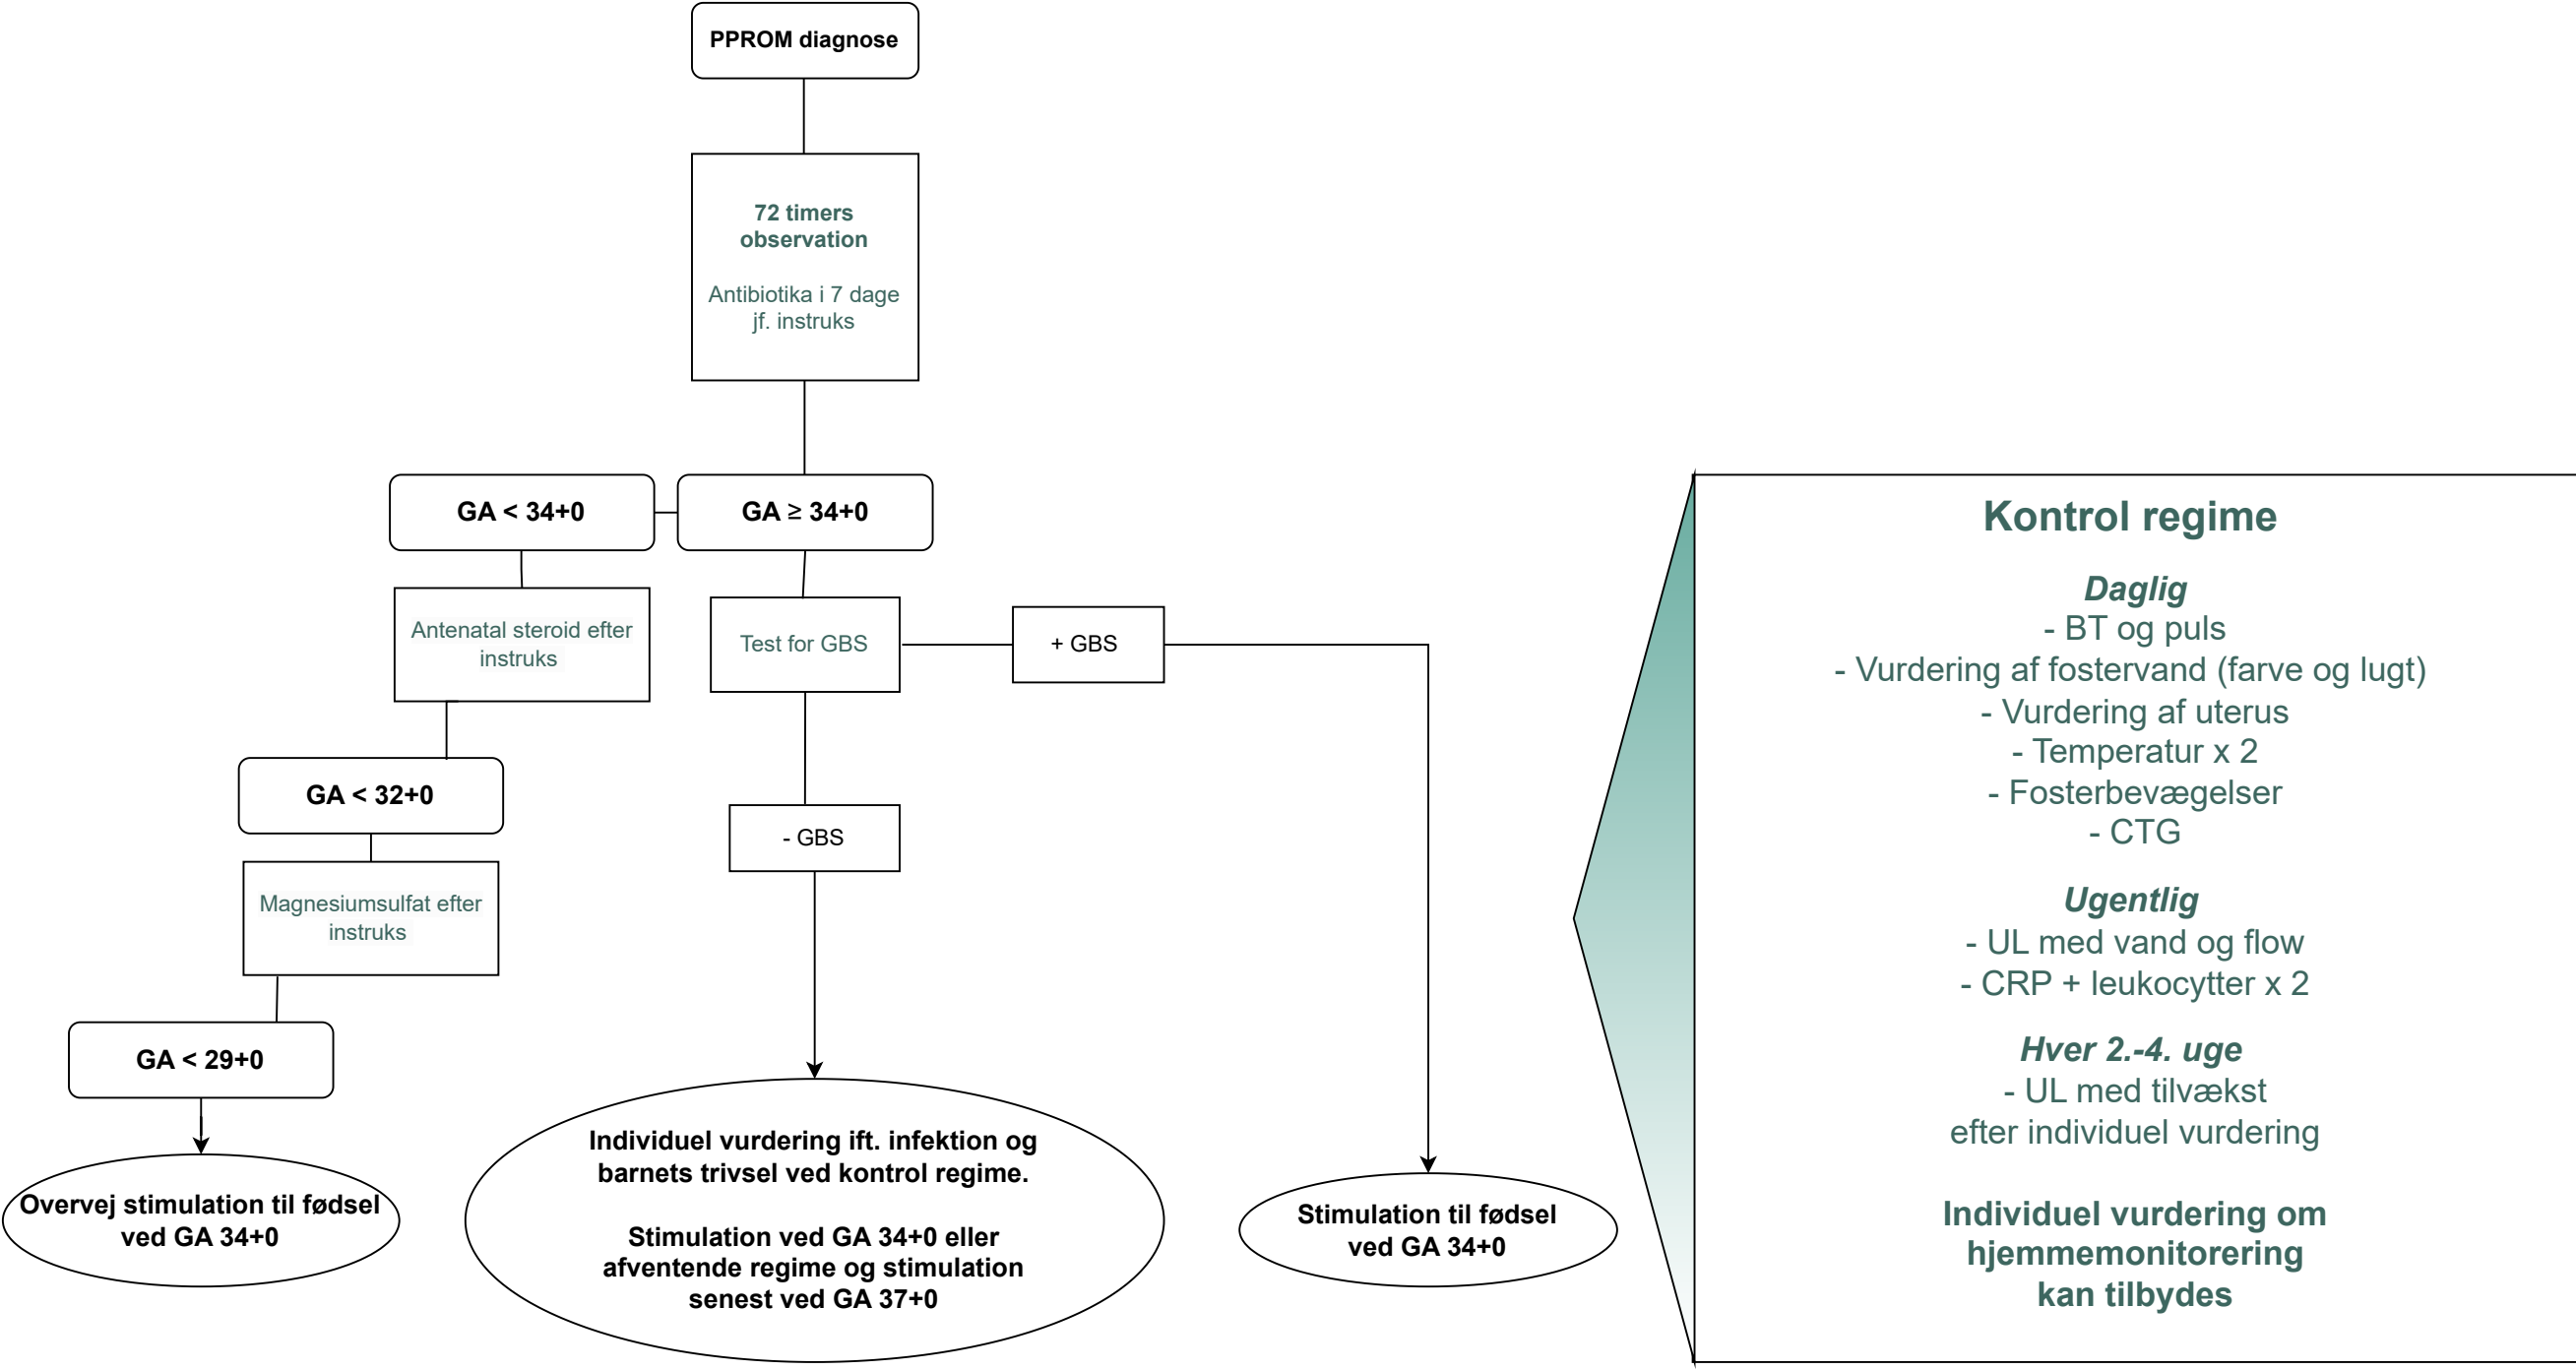 PPROM diagnose
72 timers
observation
Antibiotika i 7 dage
jf. instruks
GA < 34+0
GA ≥ 34+0
Antenatal steroid efter
instruks
Test for GBS
+ GBS
GA < 32+0
- GBS
Magnesiumsulfat efter
instruks
GA < 29+0
Overvej stimulation til fødsel
ved GA 34+0
Individuel vurdering ift. infektion og
barnets trivsel ved kontrol regime.
Stimulation ved GA 34+0 eller
afventende regime og stimulation
senest ved GA 37+0
Stimulation til fødsel
ved GA 34+0
Kontrol regime
Daglig
- BT og puls
- Vurdering af fostervand (farve og lugt)
- Vurdering af uterus
- Temperatur x 2
- Fosterbevægelser
- CTG
Ugentlig
- UL med vand og flow
- CRP + leukocytter x 2
Hver 2.-4. uge
- UL med tilvækst
efter individuel vurdering
Individuel vurdering om
hjemmemonitorering
kan tilbydes